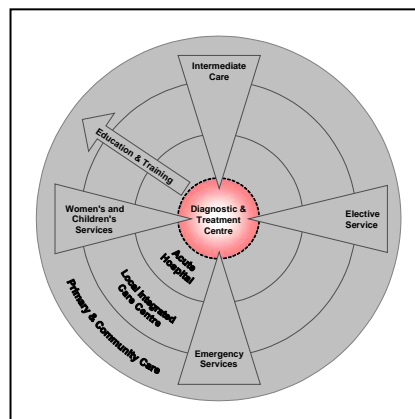 Intermediate
Care
Education & Training
Women's and
Children's
Services
Diagnostic &
Treatment
Centre
Elective
Service
Acute
Hospital
Local Integrated
Care Centre
Primary & Community Care
Emergency
Services